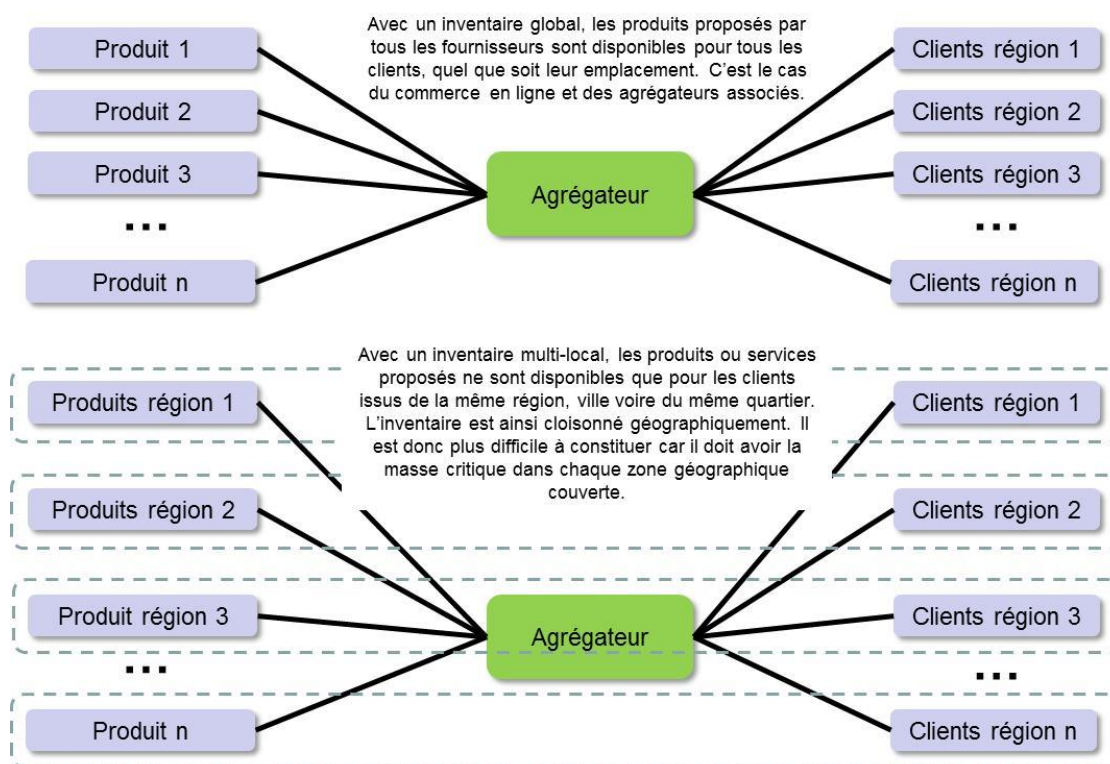 Produit 1
Avec un inventaire global, les produits proposés par
tous les fournisseurs sont disponibles pour tous les
clients, quel que soit leur emplacement. C’est le cas
du commerce en ligne et des agrégateurs associés.
Clients région 1
Produit 2
Clients région 2
Produit 3
Agrégateur
Clients région 3
...
...
Produit n
Clients région n
Avec un inventaire multi-local, les produits ou services
proposés ne sont disponibles que pour les clients
issus de la même région, ville voire du même quartier.
L’inventaire est ainsi cloisonné géographiquement. Il
est donc plus difficile à constituer car il doit avoir la
masse critique dans chaque zone géographique
couverte.
Produits région 1
Clients région 1
Produits région 2
Clients région 2
Produit région 3
Agrégateur
Clients région 3
...
...
Produit n
Clients région n